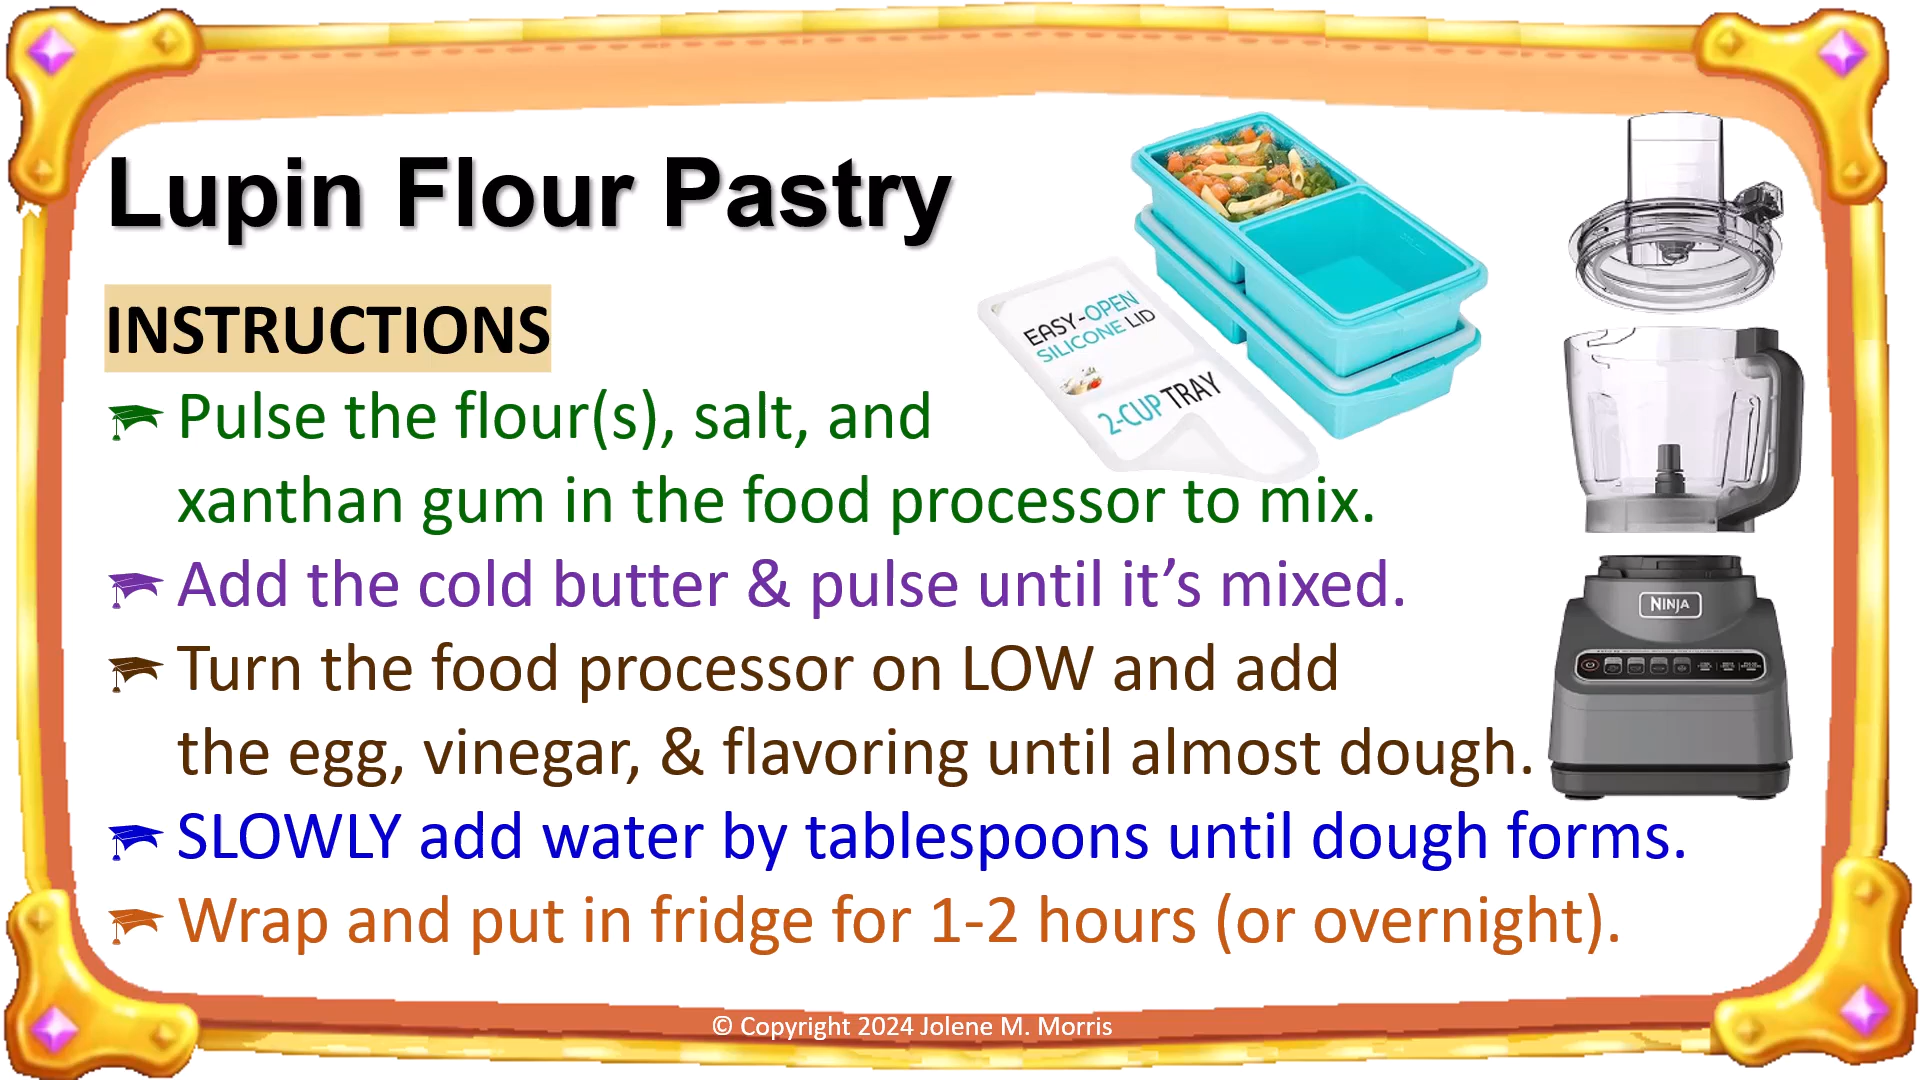 Lupin Flour Pastry
INSTRUCTIONS
Pulse the flour(s), salt, and
xanthan gum in the food processor to mix.
Add the cold butter & pulse until it’s mixed.
Turn the food processor on LOW and add
the egg, vinegar, & flavoring until almost dough.
SLOWLY add water by tablespoons until dough forms.
Wrap and put in fridge for 1-2 hours (or overnight).
EASY-OPEN
SILICONE LID
2-CUP TRAY
NINJA
© Copyright 2024 Jolene M. Morris